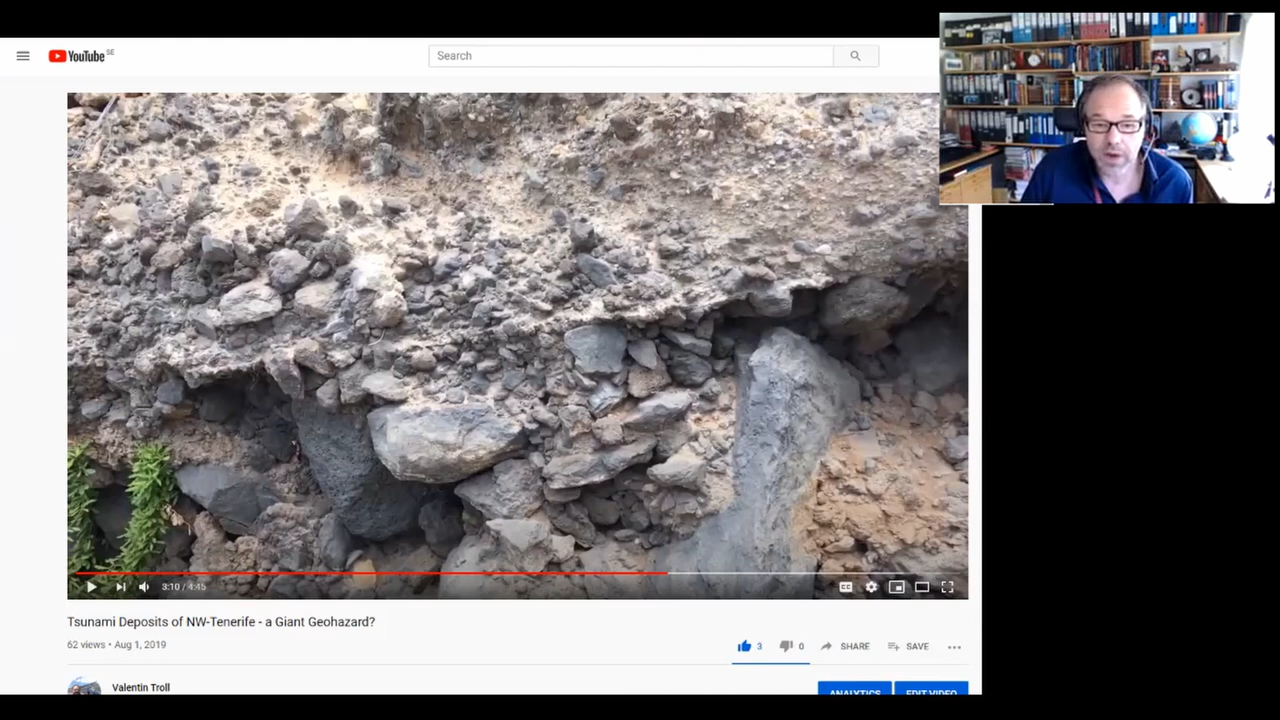 YouTube SE
Search
3:10 / 4:45
CC
Tsunami Deposits of NW-Tenerife - a Giant Geohazard?
62 views • Aug 1, 2019
3
0
SHARE
SAVE
Valentin Troll
ANALYTICS
EDIT VIDEO